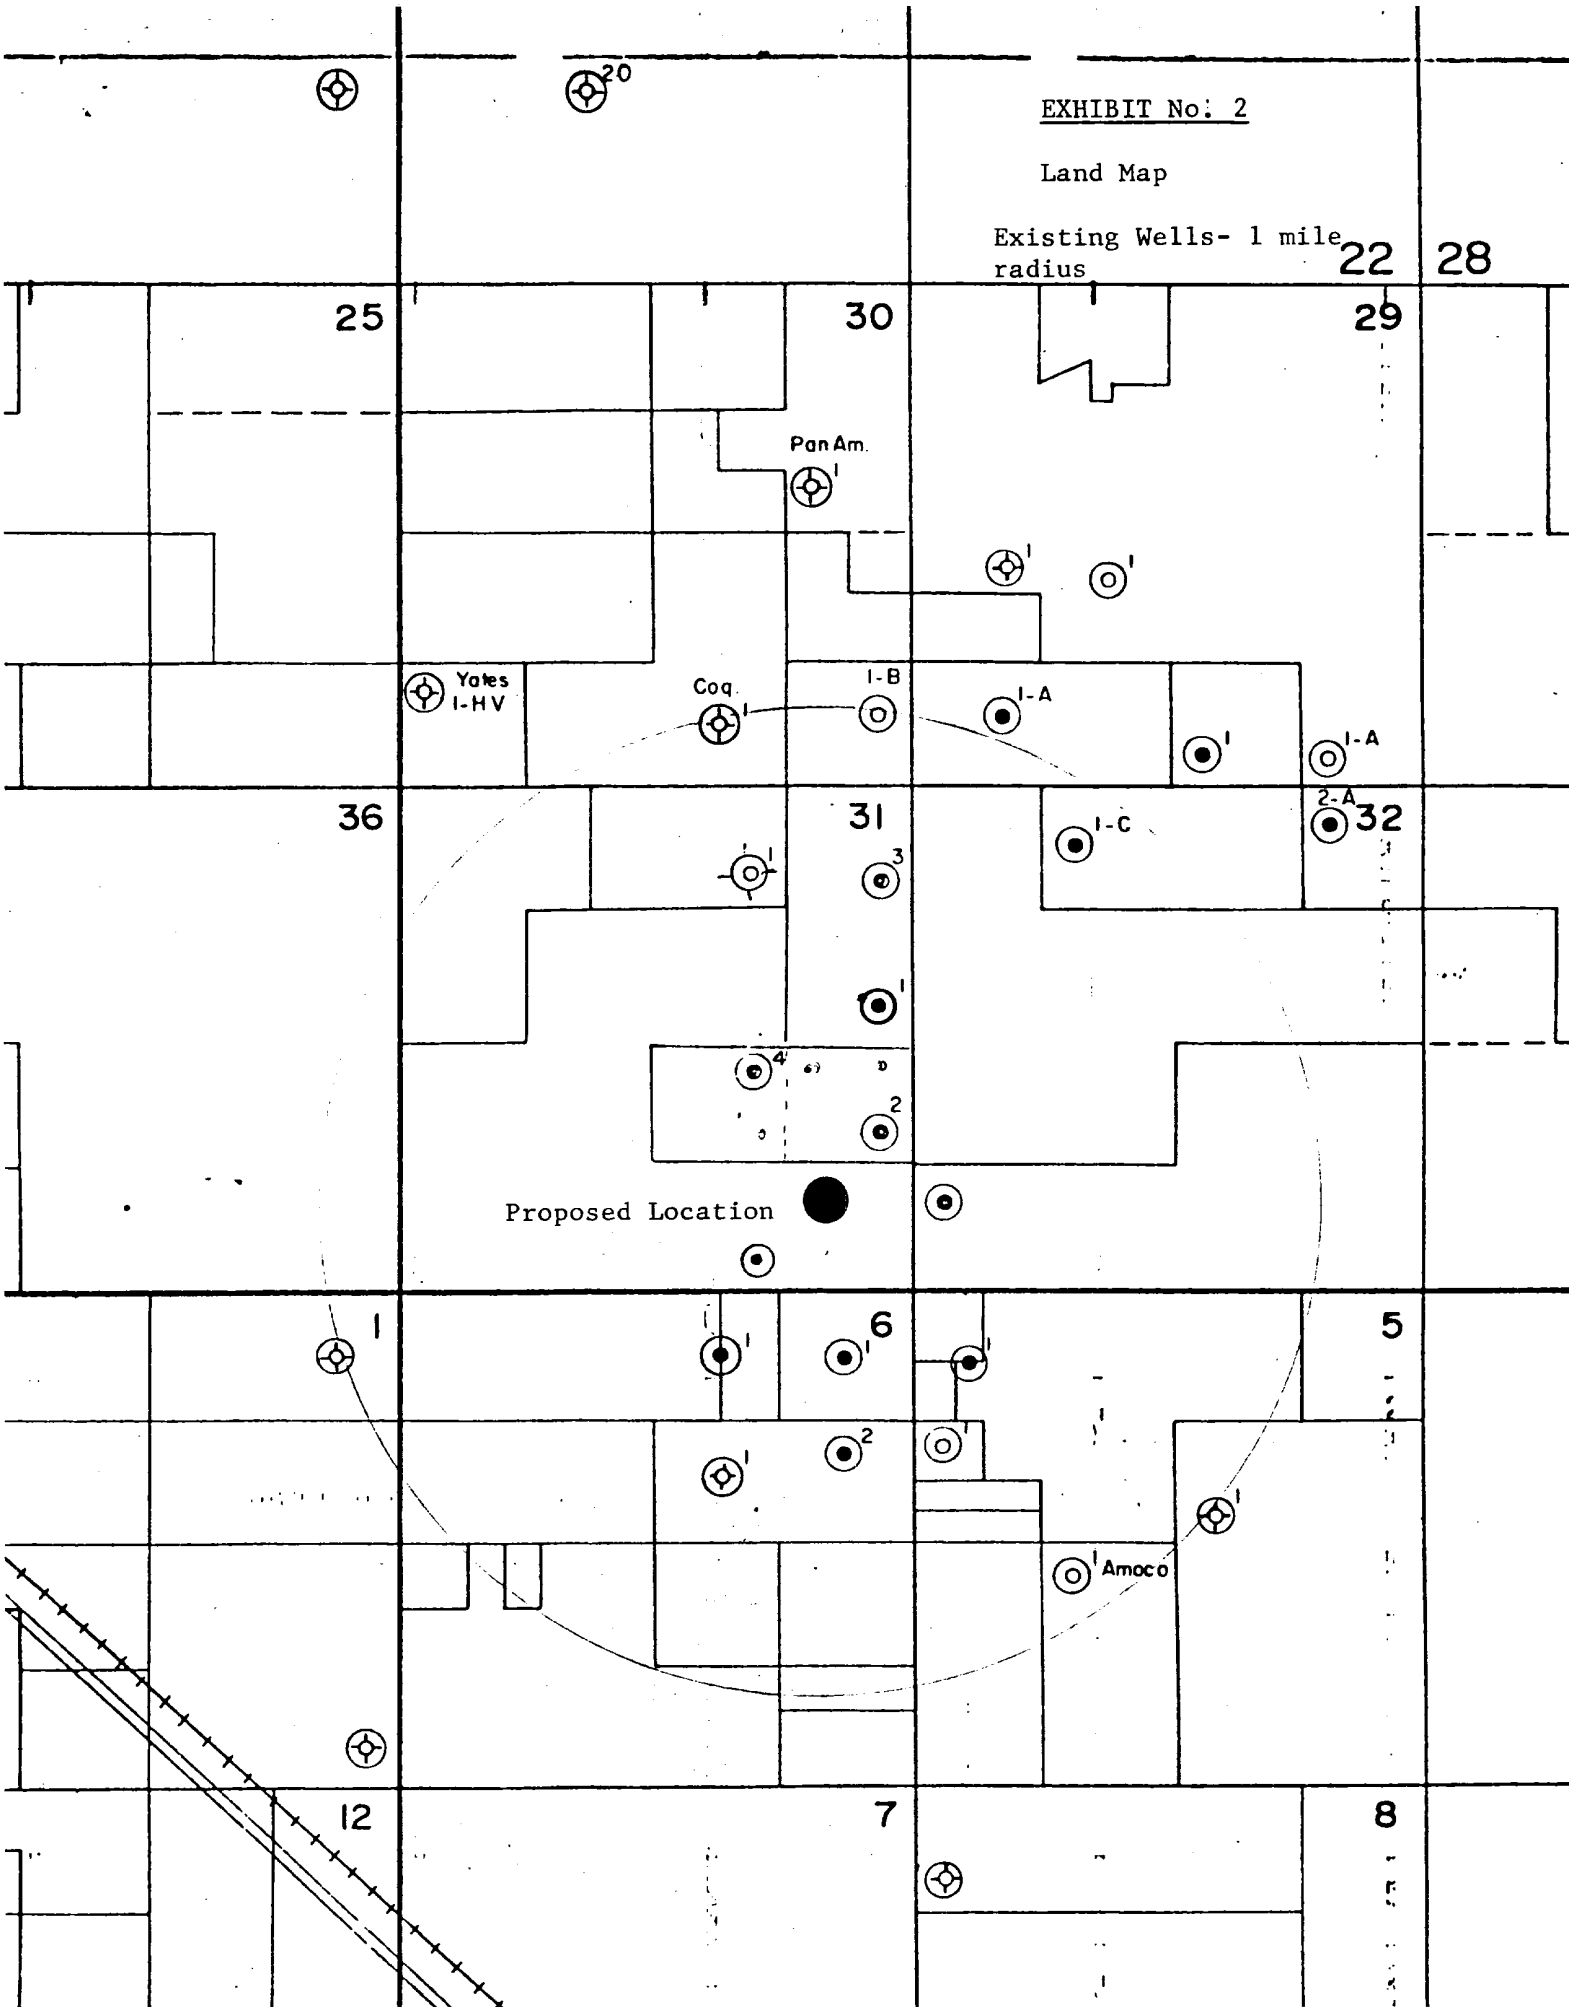 20
EXHIBIT No: 2
Land Map
Existing Wells- 1 mile
radius
22 28
25 30 29
Pan Am.
1
1 1
Yates
1-HV
Coq.
1
1-B
1-A
1
1-A
36 31 32
2-A
1-C
1
3
1
4
2
Proposed Location
1 6 5
1 1 1
1 2 1
1
1 Amoco
12 7 8